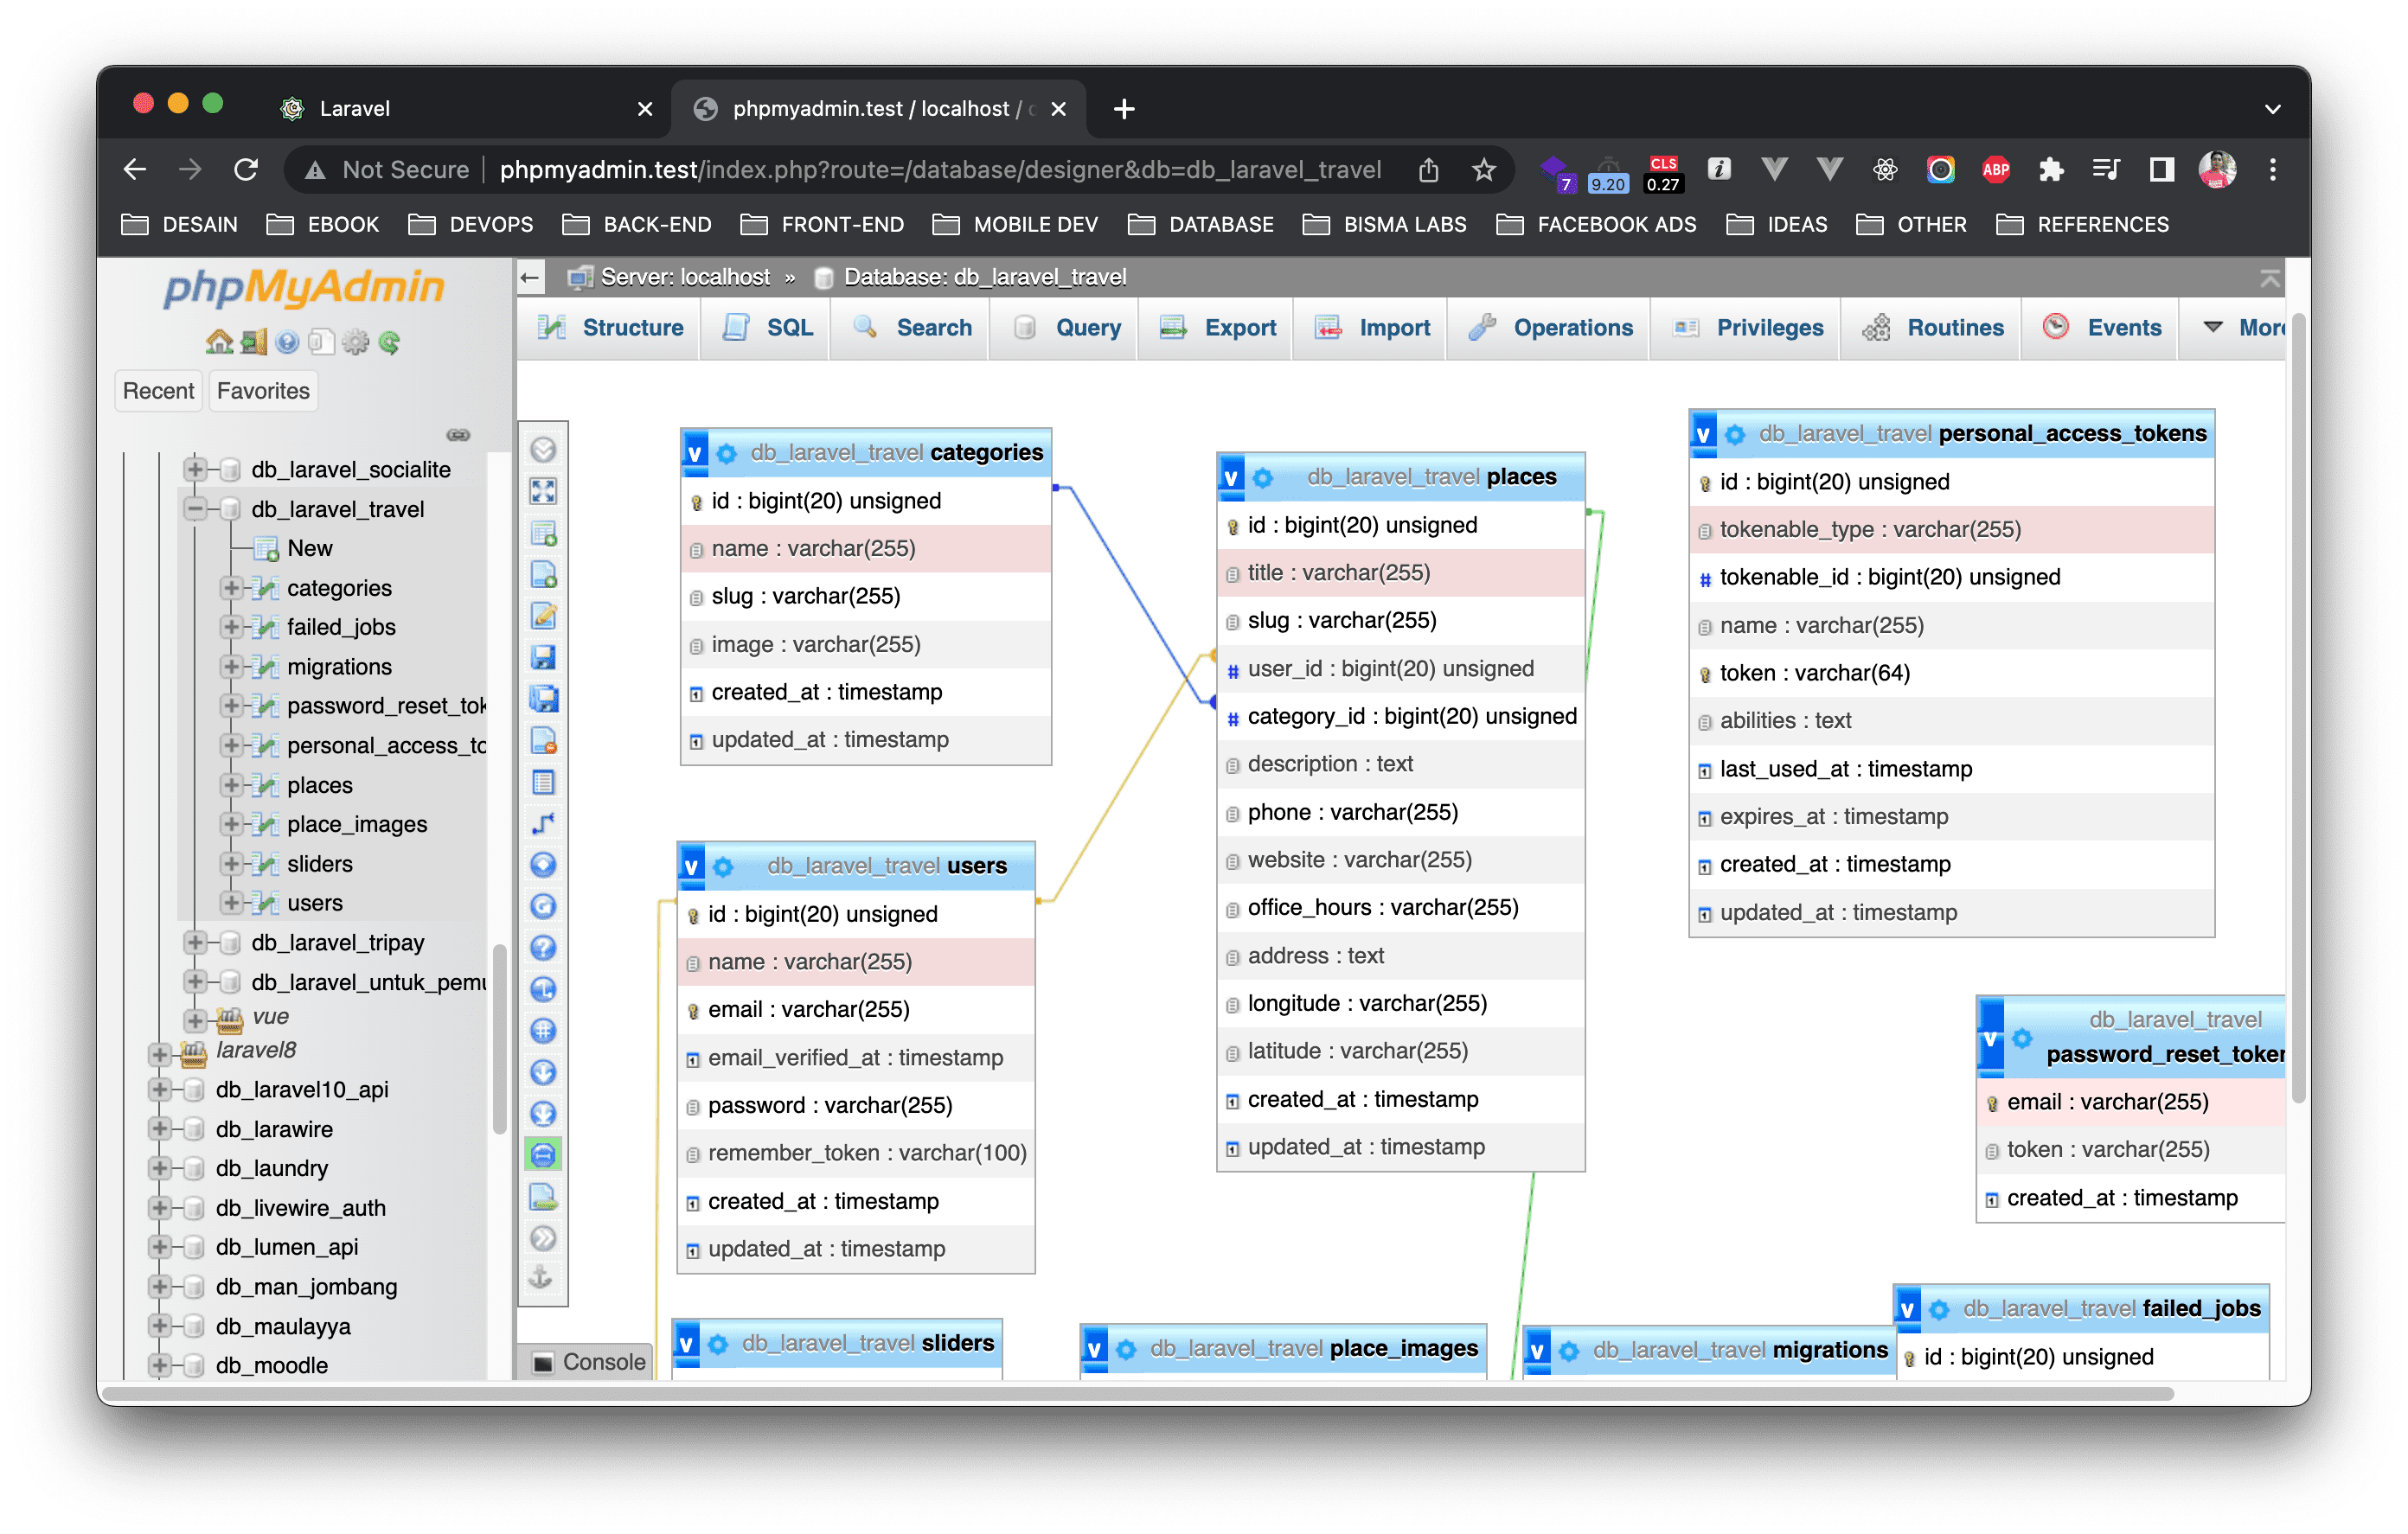 Laravel
phpmyadmin.test / localhost /
Not Secure
phpmyadmin.test/index.php?route=/database/designer&db=db_laravel_travel
7
9.20
CLS
0.27
ABP
DESAIN
EBOOK
DEVOPS
BACK-END
FRONT-END
MOBILE DEV
DATABASE
BISMA LABS
FACEBOOK ADS
IDEAS
OTHER
REFERENCES
phpMyAdmin
Recent
Favorites
db_laravel_socialite
db_laravel_travel
New
categories
failed_jobs
migrations
password_reset_tok
personal_access_to
places
place_images
sliders
users
db_laravel_tripay
db_laravel_untuk_pemu
vue
laravel8
db_laravel10_api
db_larawire
db_laundry
db_livewire_auth
db_lumen_api
db_man_jombang
db_maulayya
db_moodle
Server: localhost » Database: db_laravel_travel
Structure
SQL
Search
Query
Export
Import
Operations
Privileges
Routines
Events
More
v db_laravel_travel categories
id : bigint(20) unsigned
name : varchar(255)
slug : varchar(255)
image : varchar(255)
created_at : timestamp
updated_at : timestamp
v db_laravel_travel users
id : bigint(20) unsigned
name : varchar(255)
email : varchar(255)
email_verified_at : timestamp
password : varchar(255)
remember_token : varchar(100)
created_at : timestamp
updated_at : timestamp
v db_laravel_travel places
id : bigint(20) unsigned
title : varchar(255)
slug : varchar(255)
# user_id : bigint(20) unsigned
# category_id : bigint(20) unsigned
description : text
phone : varchar(255)
website : varchar(255)
office_hours : varchar(255)
address : text
longitude : varchar(255)
latitude : varchar(255)
created_at : timestamp
updated_at : timestamp
v db_laravel_travel personal_access_tokens
id : bigint(20) unsigned
tokenable_type : varchar(255)
# tokenable_id : bigint(20) unsigned
name : varchar(255)
token : varchar(64)
abilities : text
last_used_at : timestamp
expires_at : timestamp
created_at : timestamp
updated_at : timestamp
v db_laravel_travel
password_reset_token
email : varchar(255)
token : varchar(255)
created_at : timestamp
v db_laravel_travel failed_jobs
id : bigint(20) unsigned
v db_laravel_travel sliders
v db_laravel_travel place_images
v db_laravel_travel migrations
Console